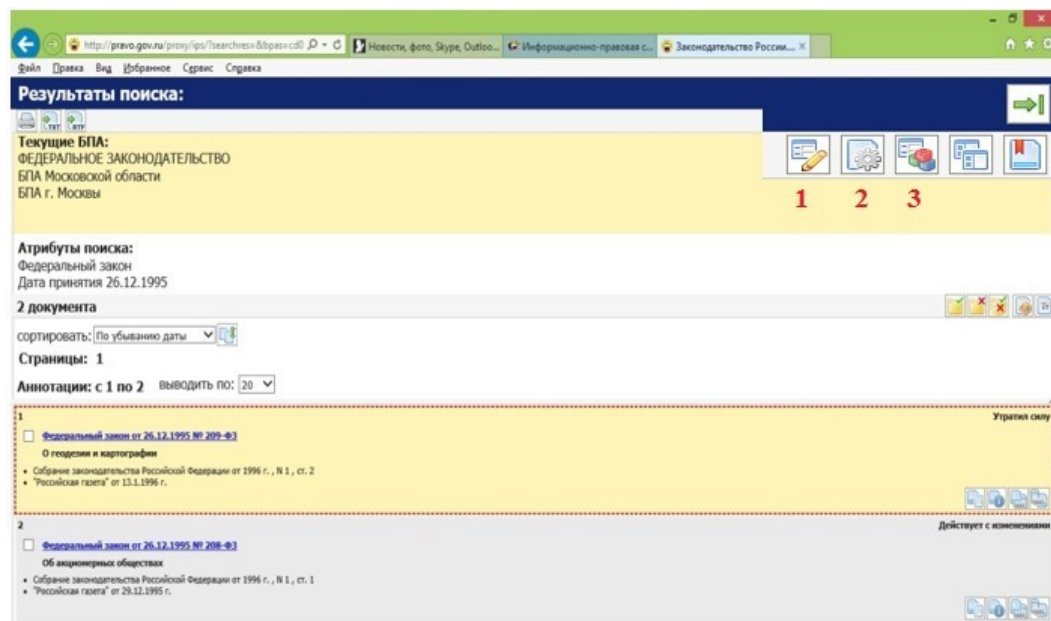 http://pravo.gov.ru/proxy/ips/?searchres=&bpas=cd0
Новости, фото, Skype, Outloo...
Информационно-правовая с...
Законодательство России....
Файл Правка Вид Избранное Сервис Справка
Результаты поиска:
TXT RTF
Текущие БПА:
ФЕДЕРАЛЬНОЕ ЗАКОНОДАТЕЛЬСТВО
БПА Московской области
БПА г. Москвы
1 2 3
Атрибуты поиска:
Федеральный закон
Дата принятия 26.12.1995
2 документа
сортировать: По убыванию даты
Страницы: 1
Аннотации: с 1 по 2 выводить по: 20
1 Утратил силу
Федеральный закон от 26.12.1995 № 209-ФЗ
О геодезии и картографии
• Собрание законодательства Российской Федерации от 1996 г. , N 1 , ст. 2
• "Российская газета" от 13.1.1996 г.
2 Действует с изменениями
Федеральный закон от 26.12.1995 № 208-ФЗ
Об акционерных обществах
• Собрание законодательства Российской Федерации от 1996 г. , N 1 , ст. 1
• "Российская газета" от 29.12.1995 г.